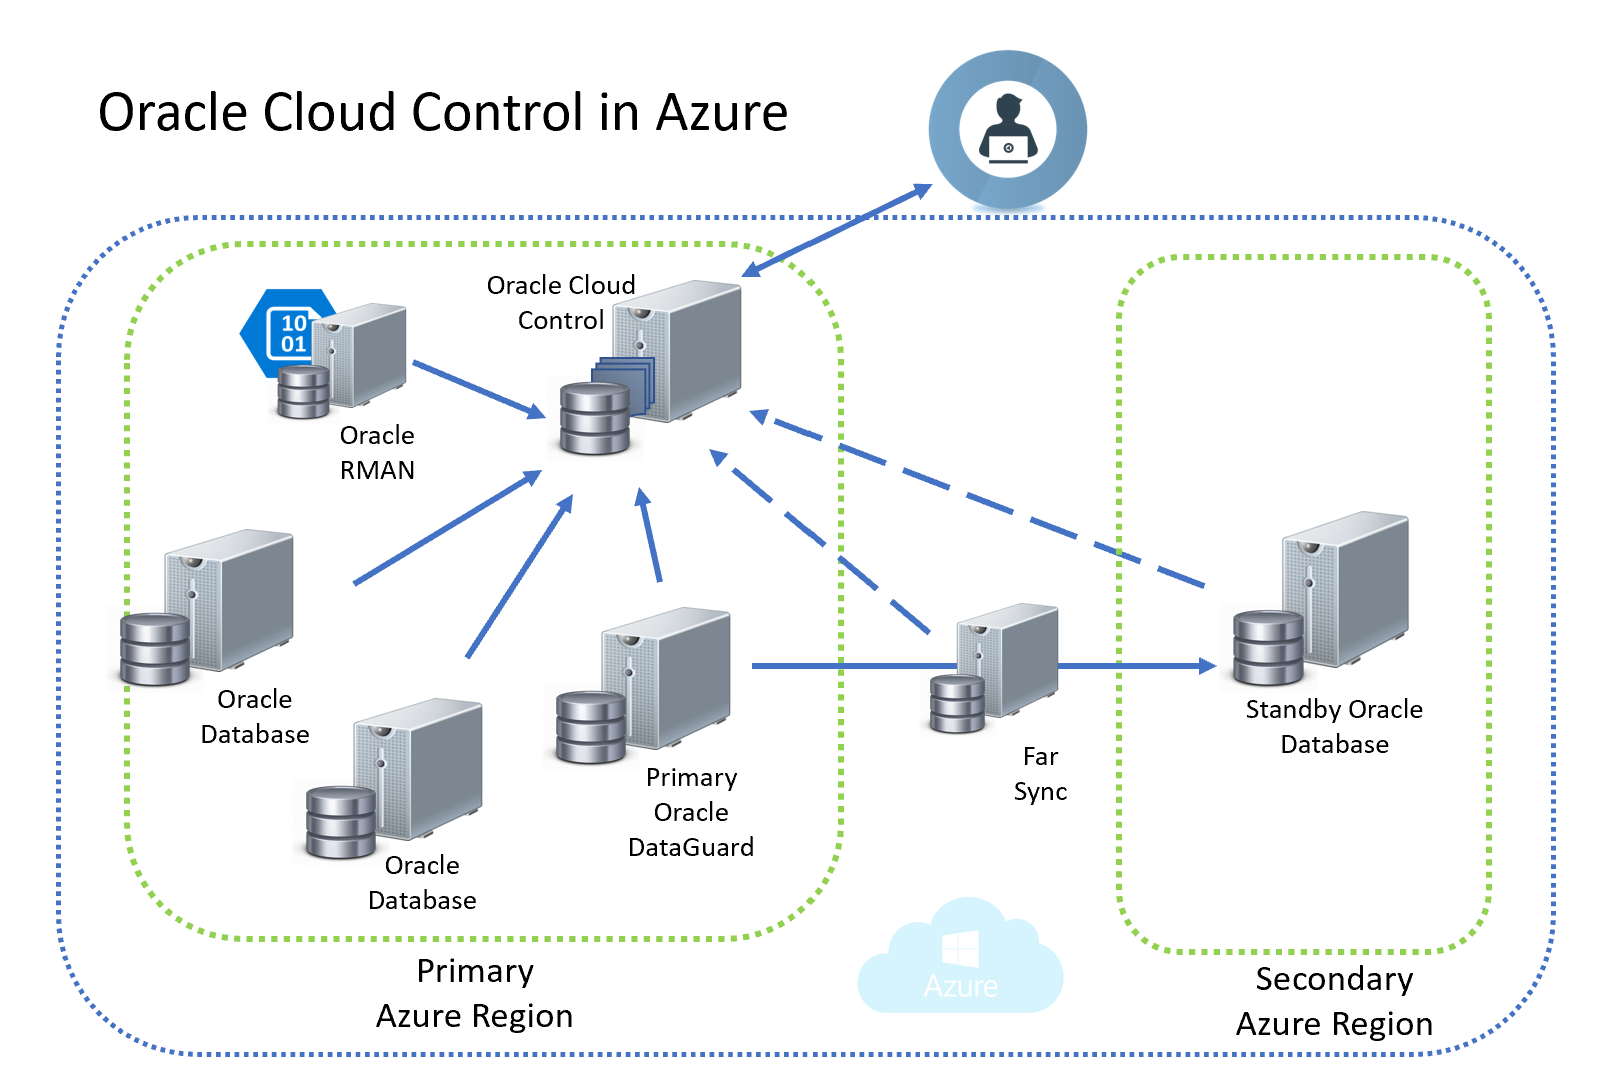 Oracle Cloud Control in Azure
Oracle Cloud
Control
10
01
Oracle
RMAN
Oracle
Database
Oracle
Database
Primary
Oracle
DataGuard
Far
Sync
Standby Oracle
Database
Azure
Primary
Azure Region
Secondary
Azure Region